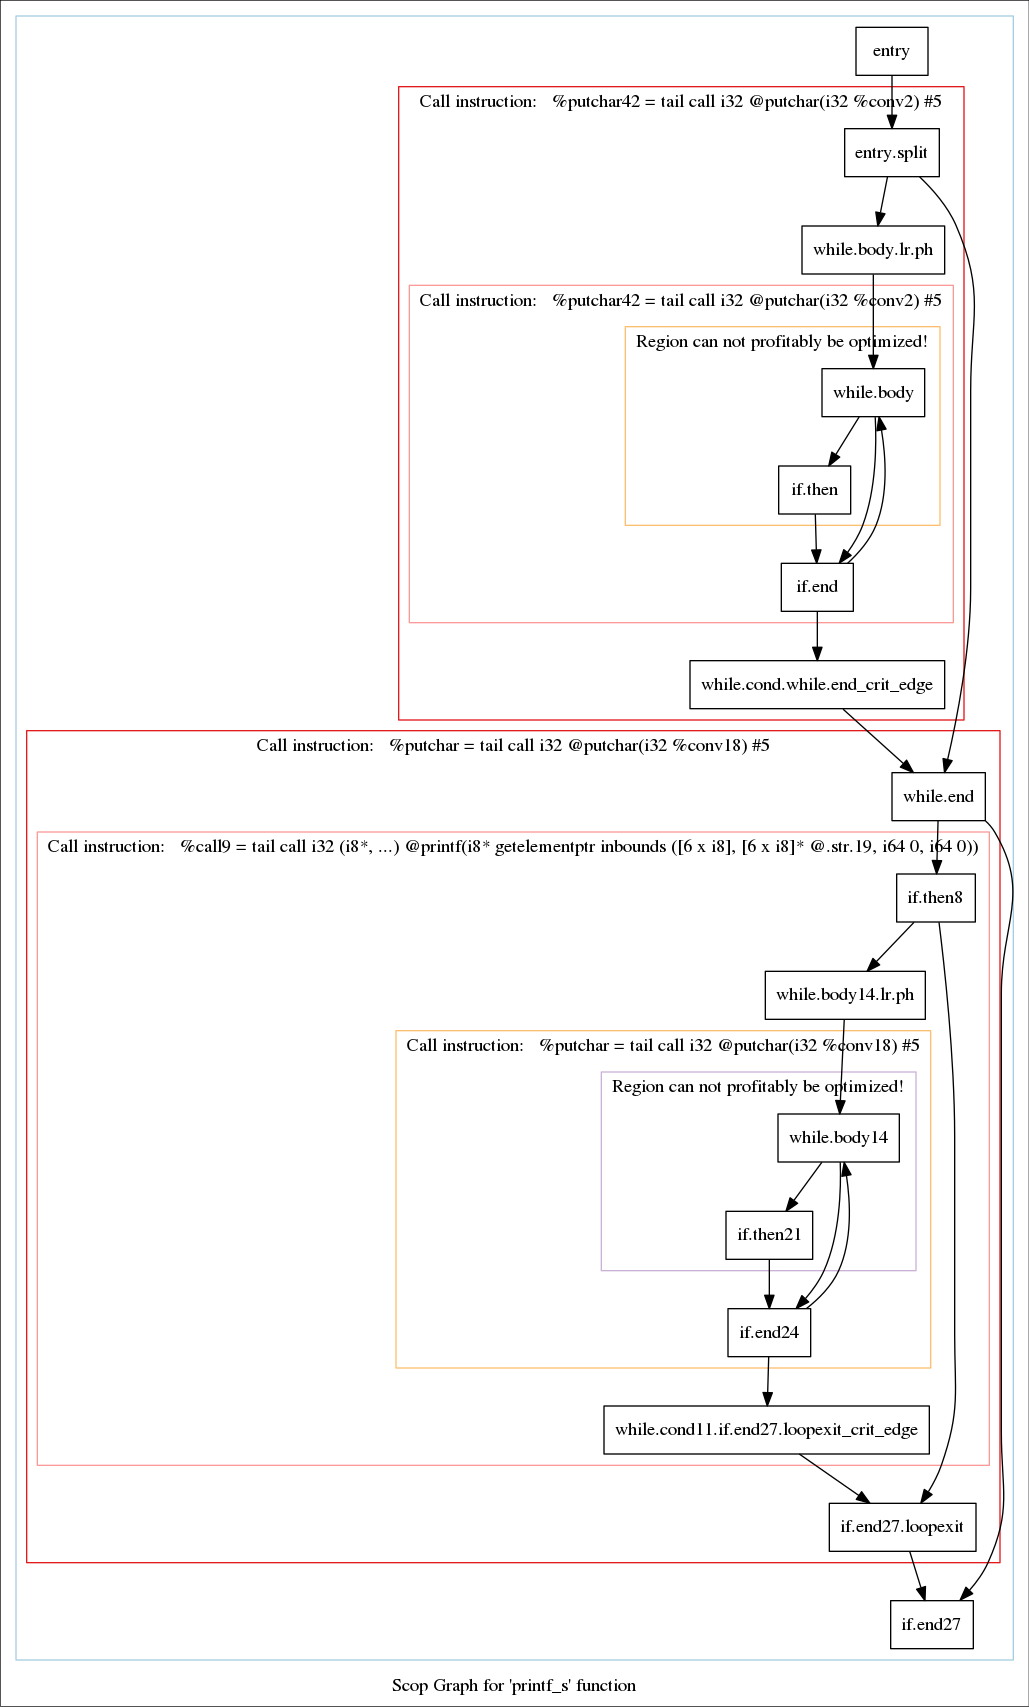 entry
Call instruction: %putchar42 = tail call i32 @putchar(i32 %conv2) #5
entry.split
while.body.lr.ph
Call instruction: %putchar42 = tail call i32 @putchar(i32 %conv2) #5
Region can not profitably be optimized!
while.body
if.then
if.end
while.cond.while.end_crit_edge
Call instruction: %putchar = tail call i32 @putchar(i32 %conv18) #5
while.end
Call instruction: %call9 = tail call i32 (i8*, ...) @printf(i8* getelementptr inbounds ([6 x i8], [6 x i8]* @.str.19, i64 0, i64 0))
if.then8
while.body14.lr.ph
Call instruction: %putchar = tail call i32 @putchar(i32 %conv18) #5
Region can not profitably be optimized!
while.body14
if.then21
if.end24
while.cond11.if.end27.loopexit_crit_edge
if.end27.loopexit
if.end27
Scop Graph for 'printf_s' function